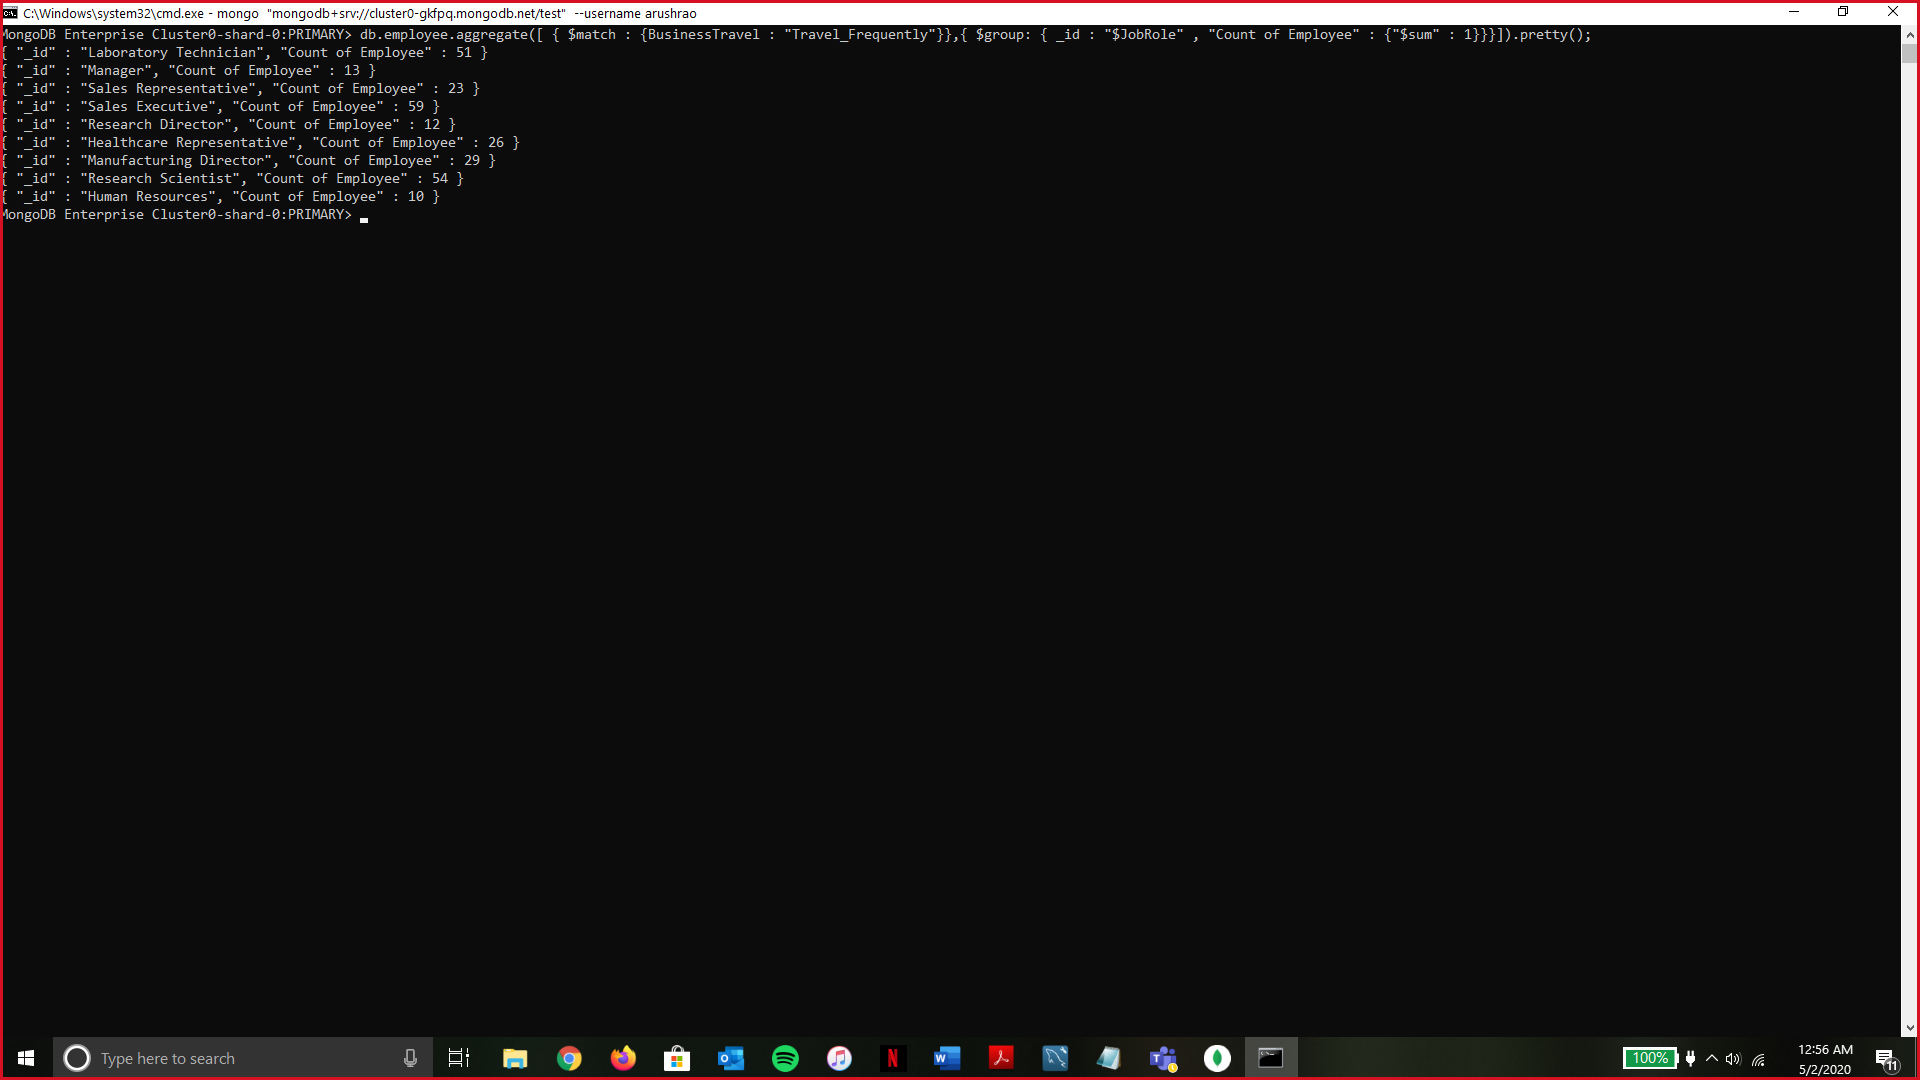 C:\Windows\system32\cmd.exe - mongo "mongodb+srv://cluster0-gkfpq.mongodb.net/test" --username arushrao
MongoDB Enterprise Cluster0-shard-0:PRIMARY> db.employee.aggregate([ { $match : {BusinessTravel : "Travel_Frequently"}},{ $group: { _id : "$JobRole" , "Count of Employee" : {"$sum" : 1}}}]).pretty();
{ "_id" : "Laboratory Technician", "Count of Employee" : 51 }
{ "_id" : "Manager", "Count of Employee" : 13 }
{ "_id" : "Sales Representative", "Count of Employee" : 23 }
{ "_id" : "Sales Executive", "Count of Employee" : 59 }
{ "_id" : "Research Director", "Count of Employee" : 12 }
{ "_id" : "Healthcare Representative", "Count of Employee" : 26 }
{ "_id" : "Manufacturing Director", "Count of Employee" : 29 }
{ "_id" : "Research Scientist", "Count of Employee" : 54 }
{ "_id" : "Human Resources", "Count of Employee" : 10 }
MongoDB Enterprise Cluster0-shard-0:PRIMARY>
Type here to search
100%
12:56 AM
5/2/2020
11